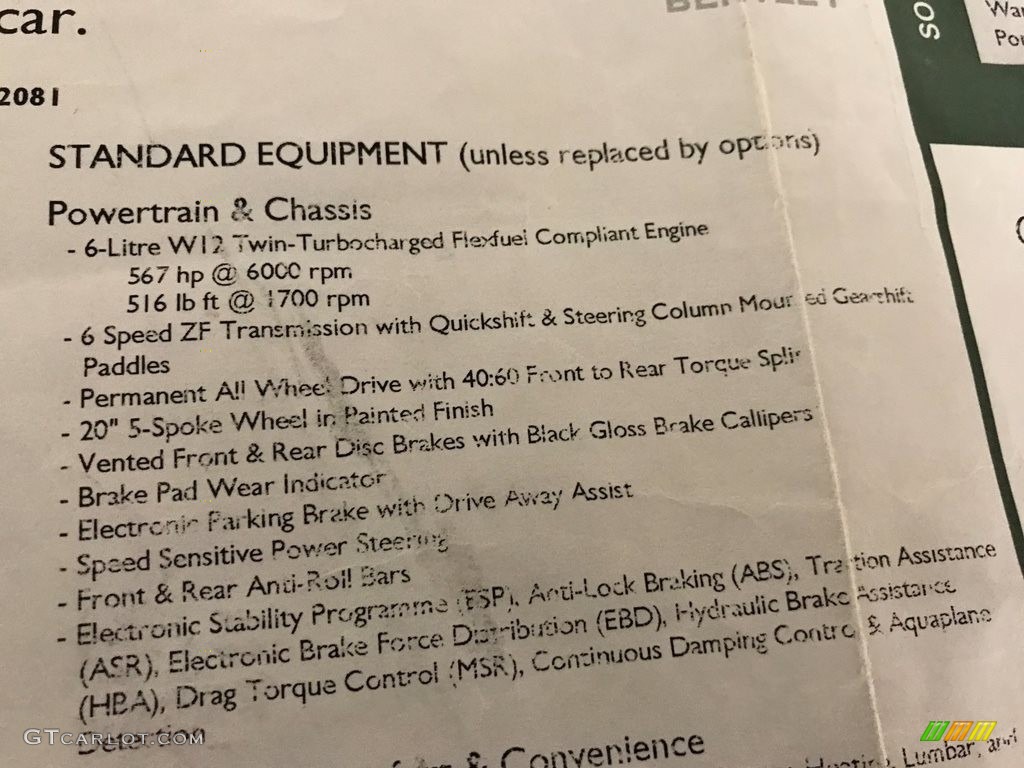 car.
BENTLEY
SO
2081
STANDARD EQUIPMENT (unless replaced by options)
Powertrain & Chassis
- 6-Litre W12 Twin-Turbocharged Flexfuel Compliant Engine
567 hp @ 6000 rpm
516 lb ft @ 1700 rpm
- 6 Speed ZF Transmission with Quickshift & Steering Column Mounted Gearshift
Paddles
- Permanent All Wheel Drive with 40:60 Front to Rear Torque Split
- 20" 5-Spoke Wheel in Painted Finish
- Vented Front & Rear Disc Brakes with Black Gloss Brake Callipers
- Brake Pad Wear Indicator
- Electronic Parking Brake with Drive Away Assist
- Speed Sensitive Power Steering
- Front & Rear Anti-Roll Bars
- Electronic Stability Programme (ESP), Anti-Lock Braking (ABS), Traction Assistance
(ASR), Electronic Brake Force Distribution (EBD), Hydraulic Brake Assistance
(HBA), Drag Torque Control (MSR), Continuous Damping Control & Aquaplane
Detention
& Convenience
Lumbar, and
GTCARLOT.COM